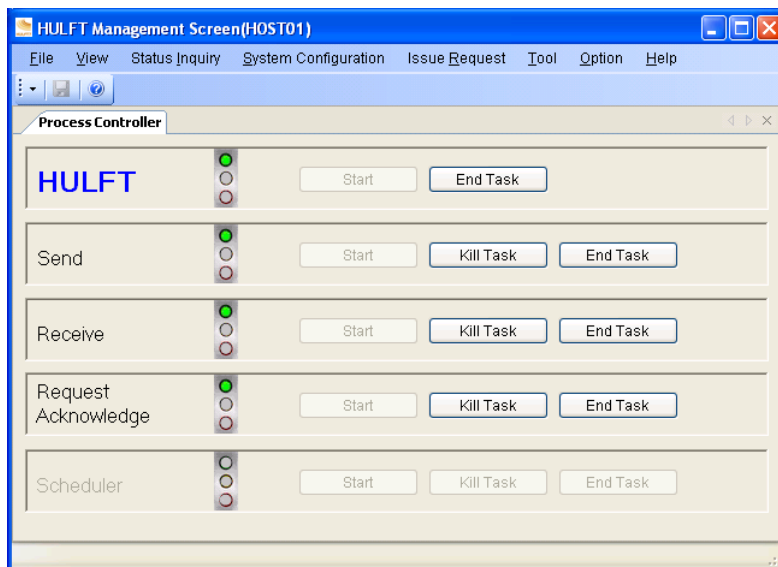 HULFT Management Screen(HOST01)
File View Status Inquiry System Configuration Issue Request Tool Option Help
Process Controller
HULFT Start End Task
Send Start Kill Task End Task
Receive Start Kill Task End Task
Request
Acknowledge Start Kill Task End Task
Scheduler Start Kill Task End Task